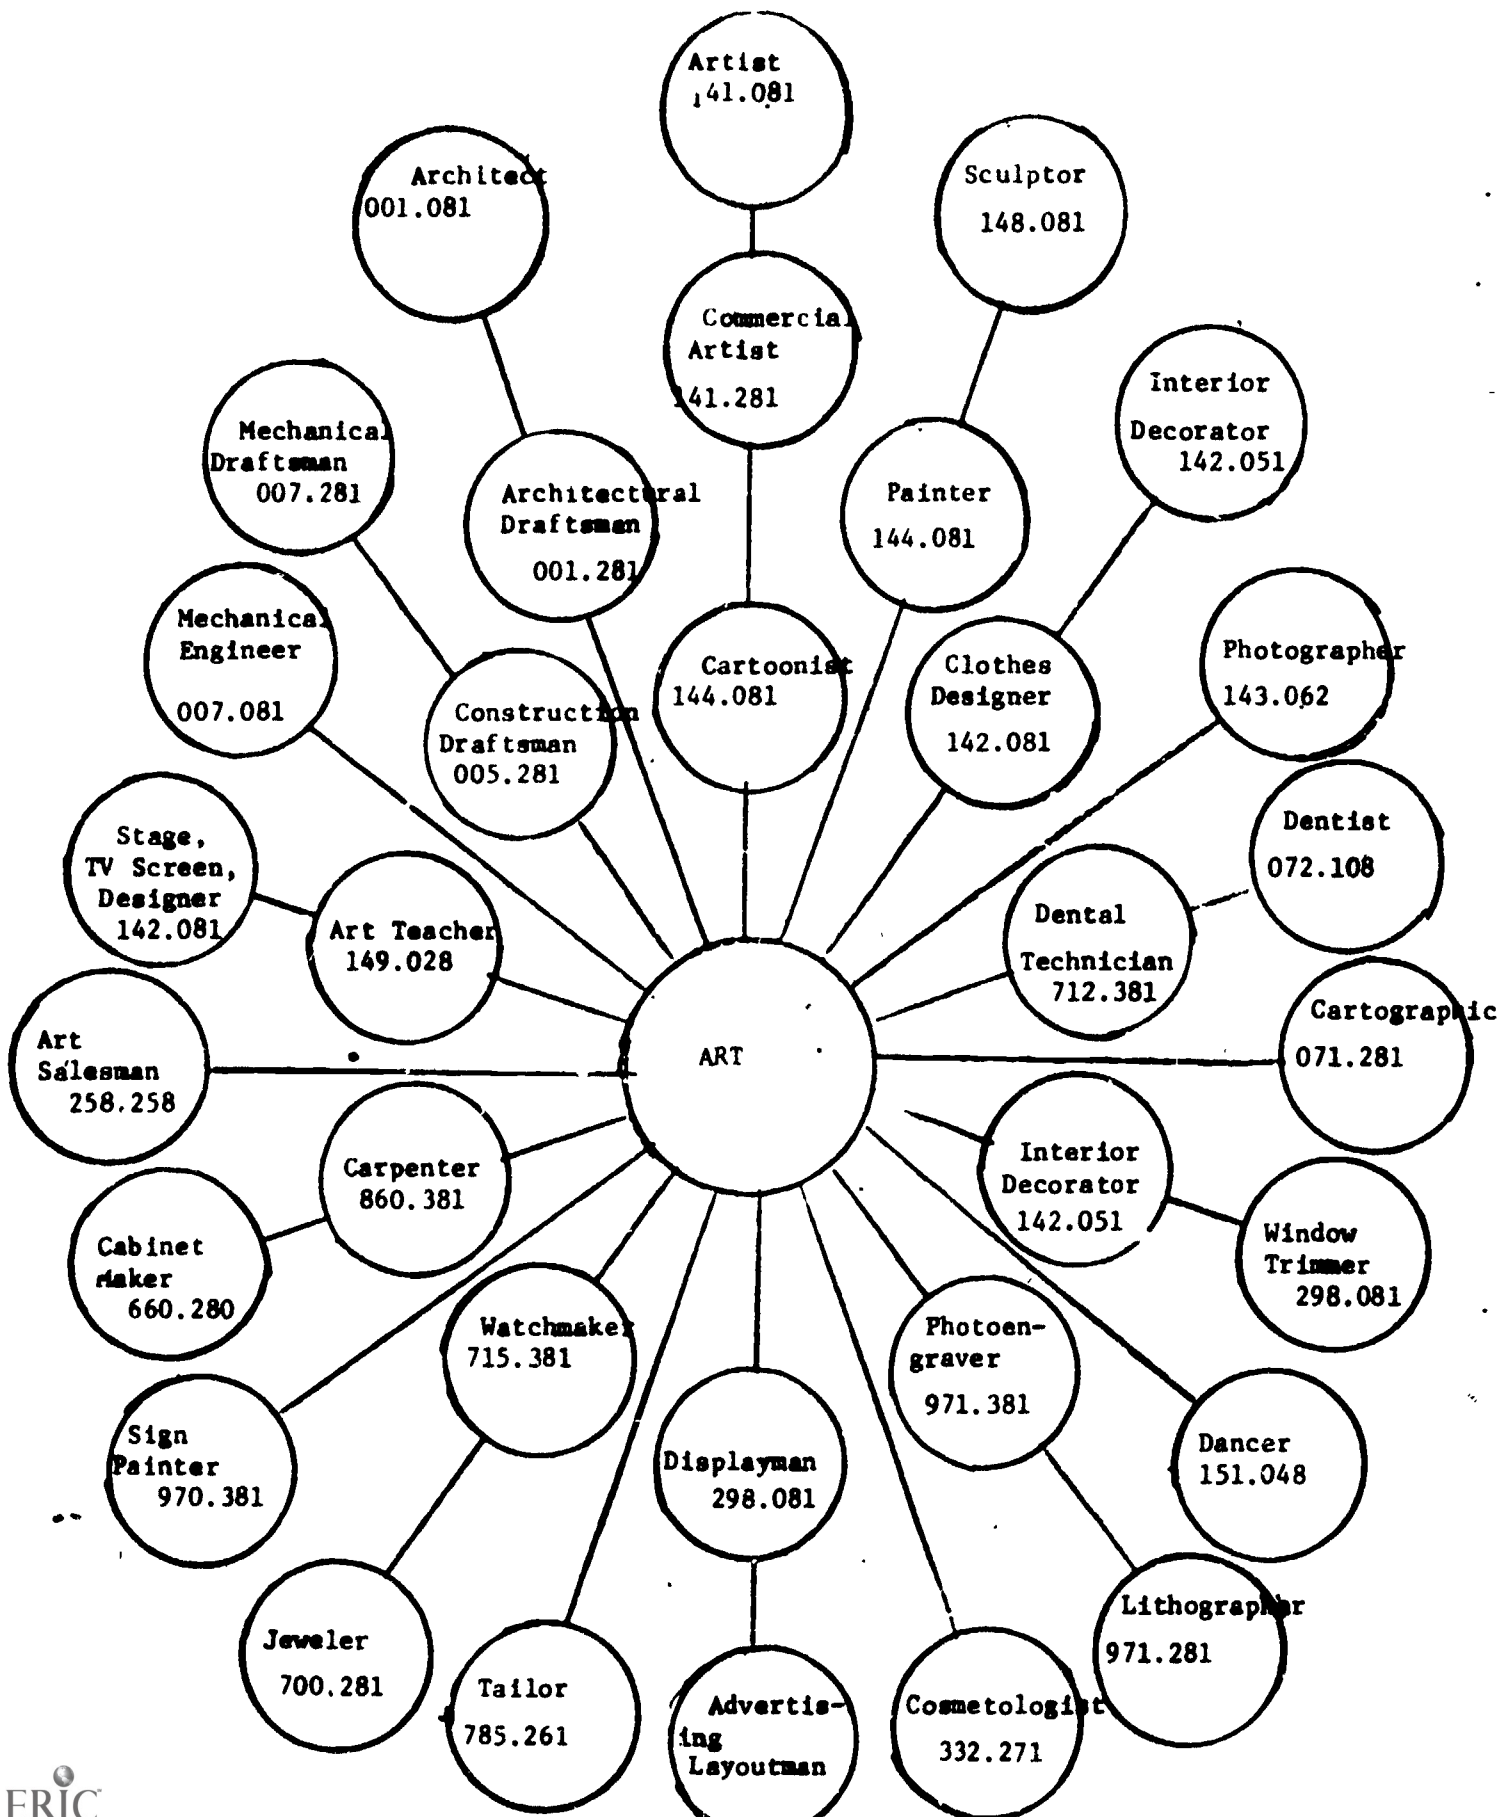 Artist
141.081
Architect
001.081
Sculptor
148.081
Commercial
Artist
141.281
Interior
Decorator
142.051
Mechanical
Draftsman
007.281
Architectural
Draftsman
001.281
Painter
144.081
Mechanical
Engineer
007.081
Construction
Draftsman
005.281
Cartoonist
144.081
Clothes
Designer
142.081
Photographer
143.062
Stage,
TV Screen,
Designer
142.081
Art Teacher
149.028
Dental
Technician
712.381
Dentist
072.108
Art
Salesman
258.258
ART
Cartographic
071.281
Carpenter
860.381
Interior
Decorator
142.051
Cabinet
Maker
660.280
Window
Trimmer
298.081
Watchmaker
715.381
Photoen-
graver
971.381
Sign
Painter
970.381
Displayman
298.081
Dancer
151.048
Jeweler
700.281
Tailor
785.261
Advertis-
ing
Layoutman
Cosmetologist
332.271
Lithographer
971.281
ERIC